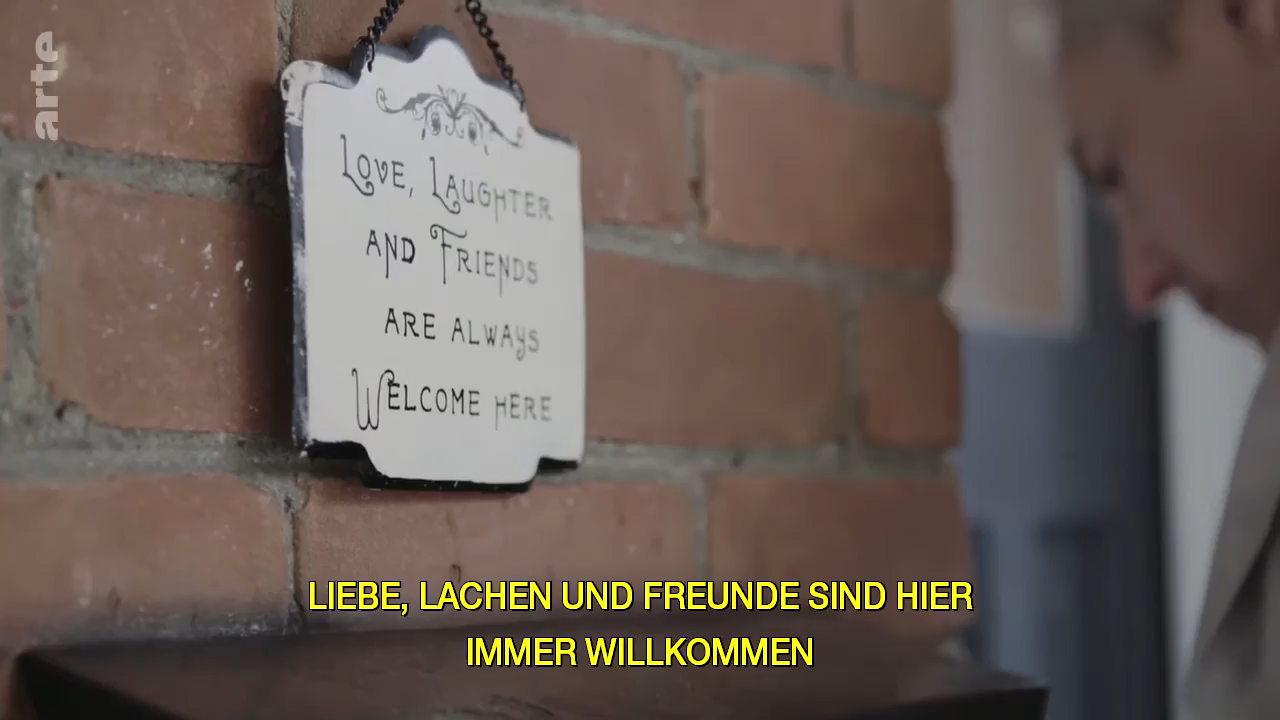 arte
Love, Laughter
and Friends
are always
Welcome here
LIEBE, LACHEN UND FREUNDE SIND HIER
IMMER WILLKOMMEN